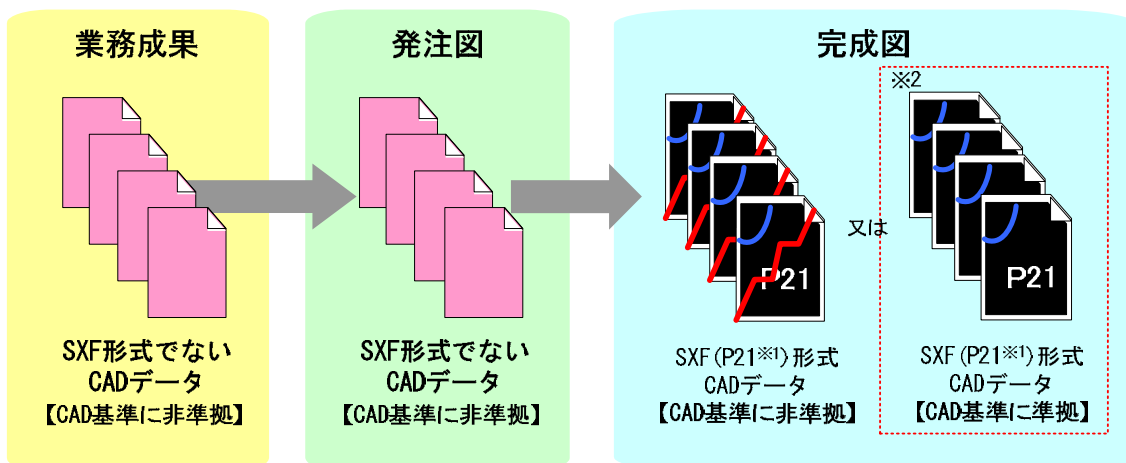 業務成果
SXF形式でない
CADデータ
【CAD基準に非準拠】
発注図
SXF形式でない
CADデータ
【CAD基準に非準拠】
完成図
P21
SXF(P21※1)形式
CADデータ
【CAD基準に非準拠】
又は
※2
P21
SXF(P21※1)形式
CADデータ
【CAD基準に準拠】